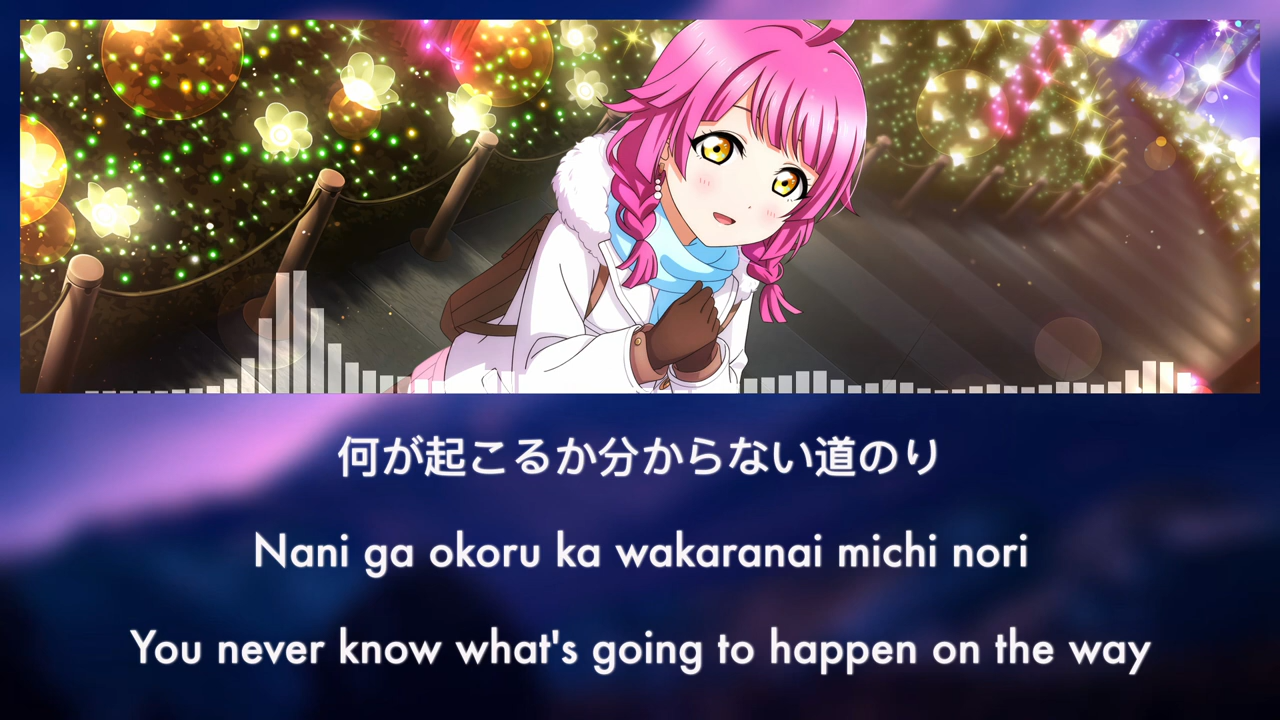 何が起こるか分からない道のり
Nani ga okoru ka wakaranai michi nori
You never know what's going to happen on the way